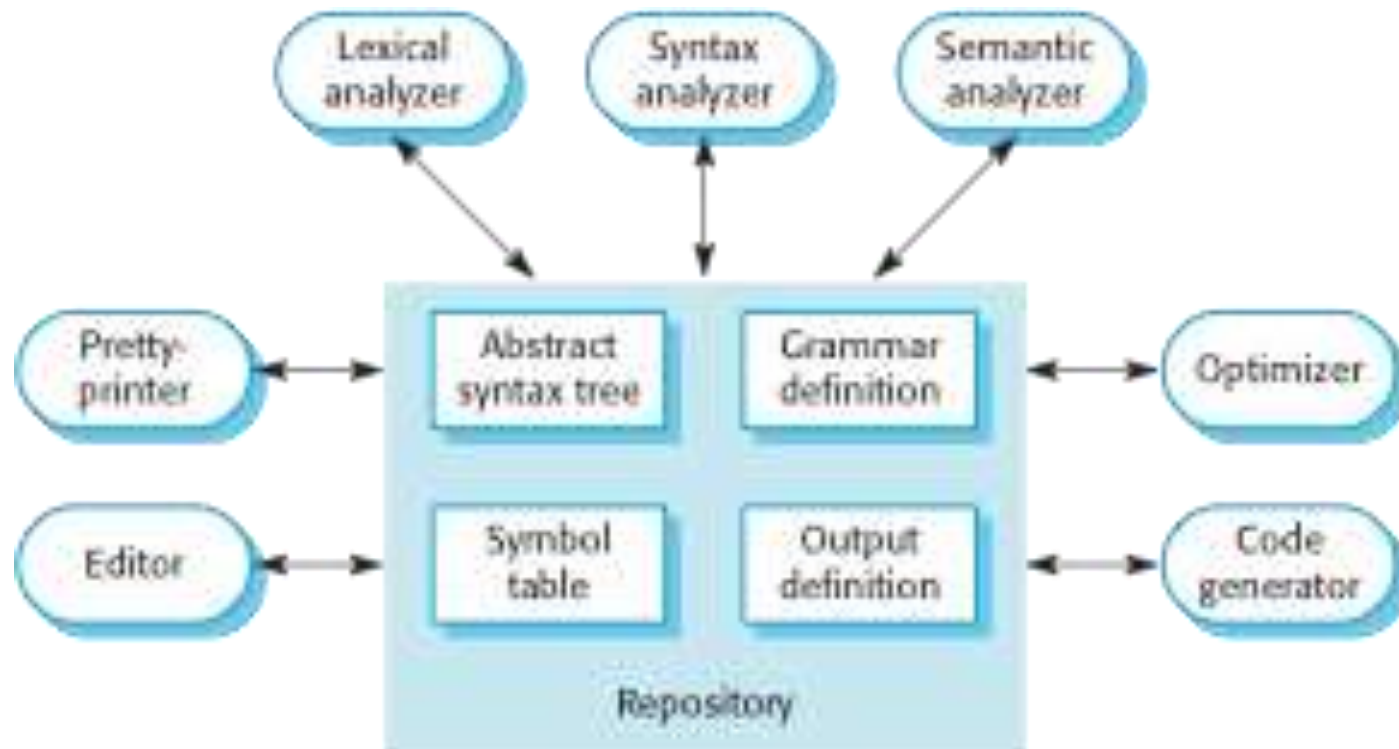 Lexical
analyzer
Syntax
analyzer
Semantic
analyzer
Pretty-
printer
Abstract
syntax tree
Grammar
definition
Optimizer
Editor
Symbol
table
Output
definition
Code
generator
Repository